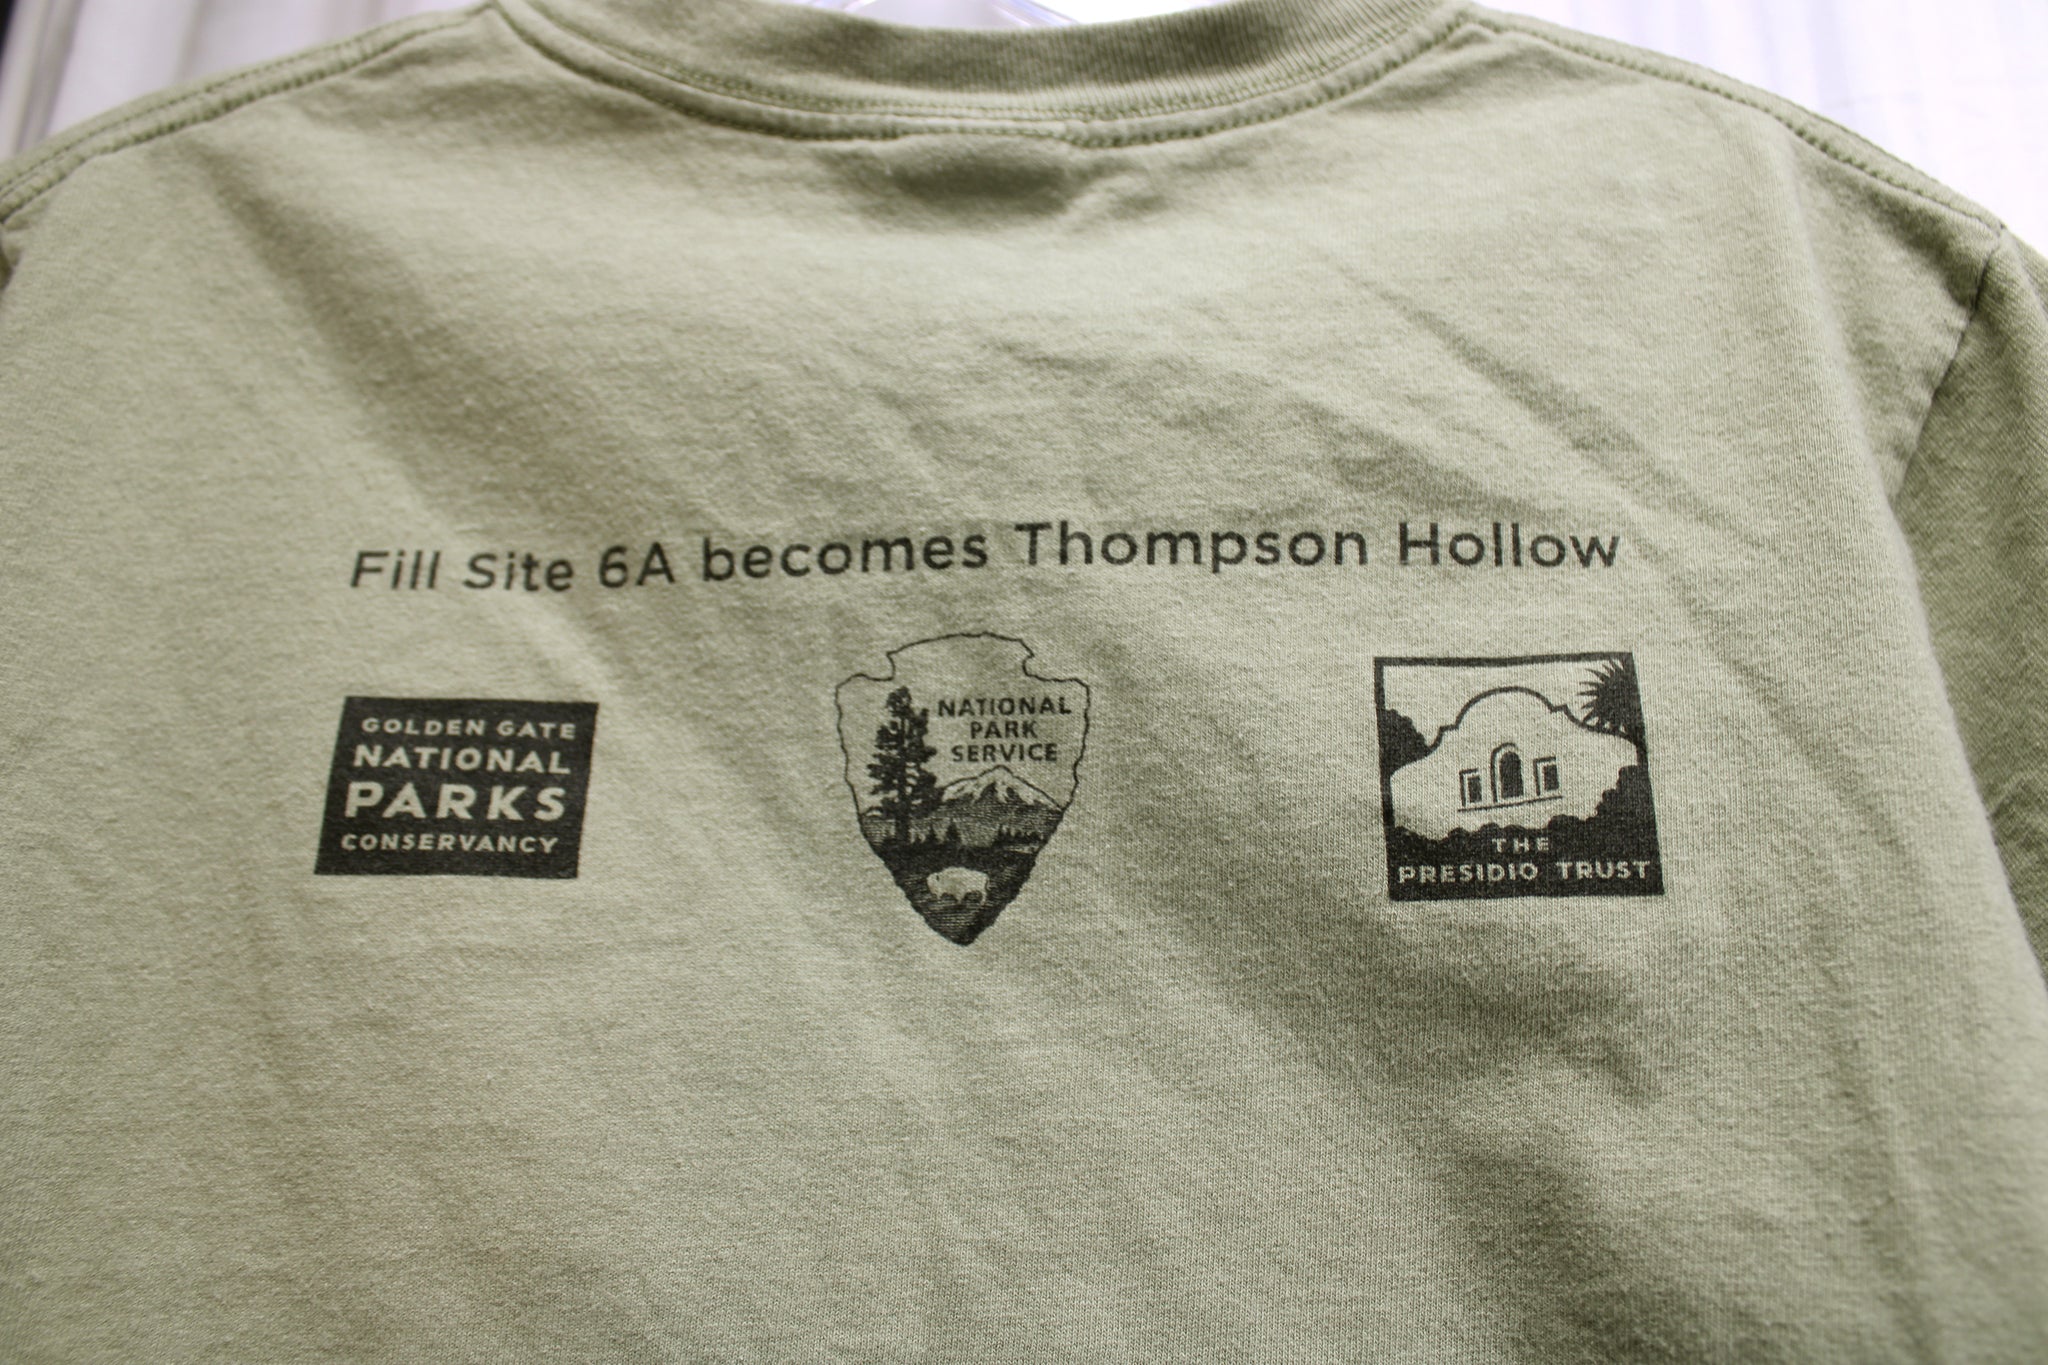 Fill Site 6A becomes Thompson Hollow
GOLDEN GATE
NATIONAL
PARKS
CONSERVANCY
NATIONAL
PARK
SERVICE
THE
PRESIDIO TRUST